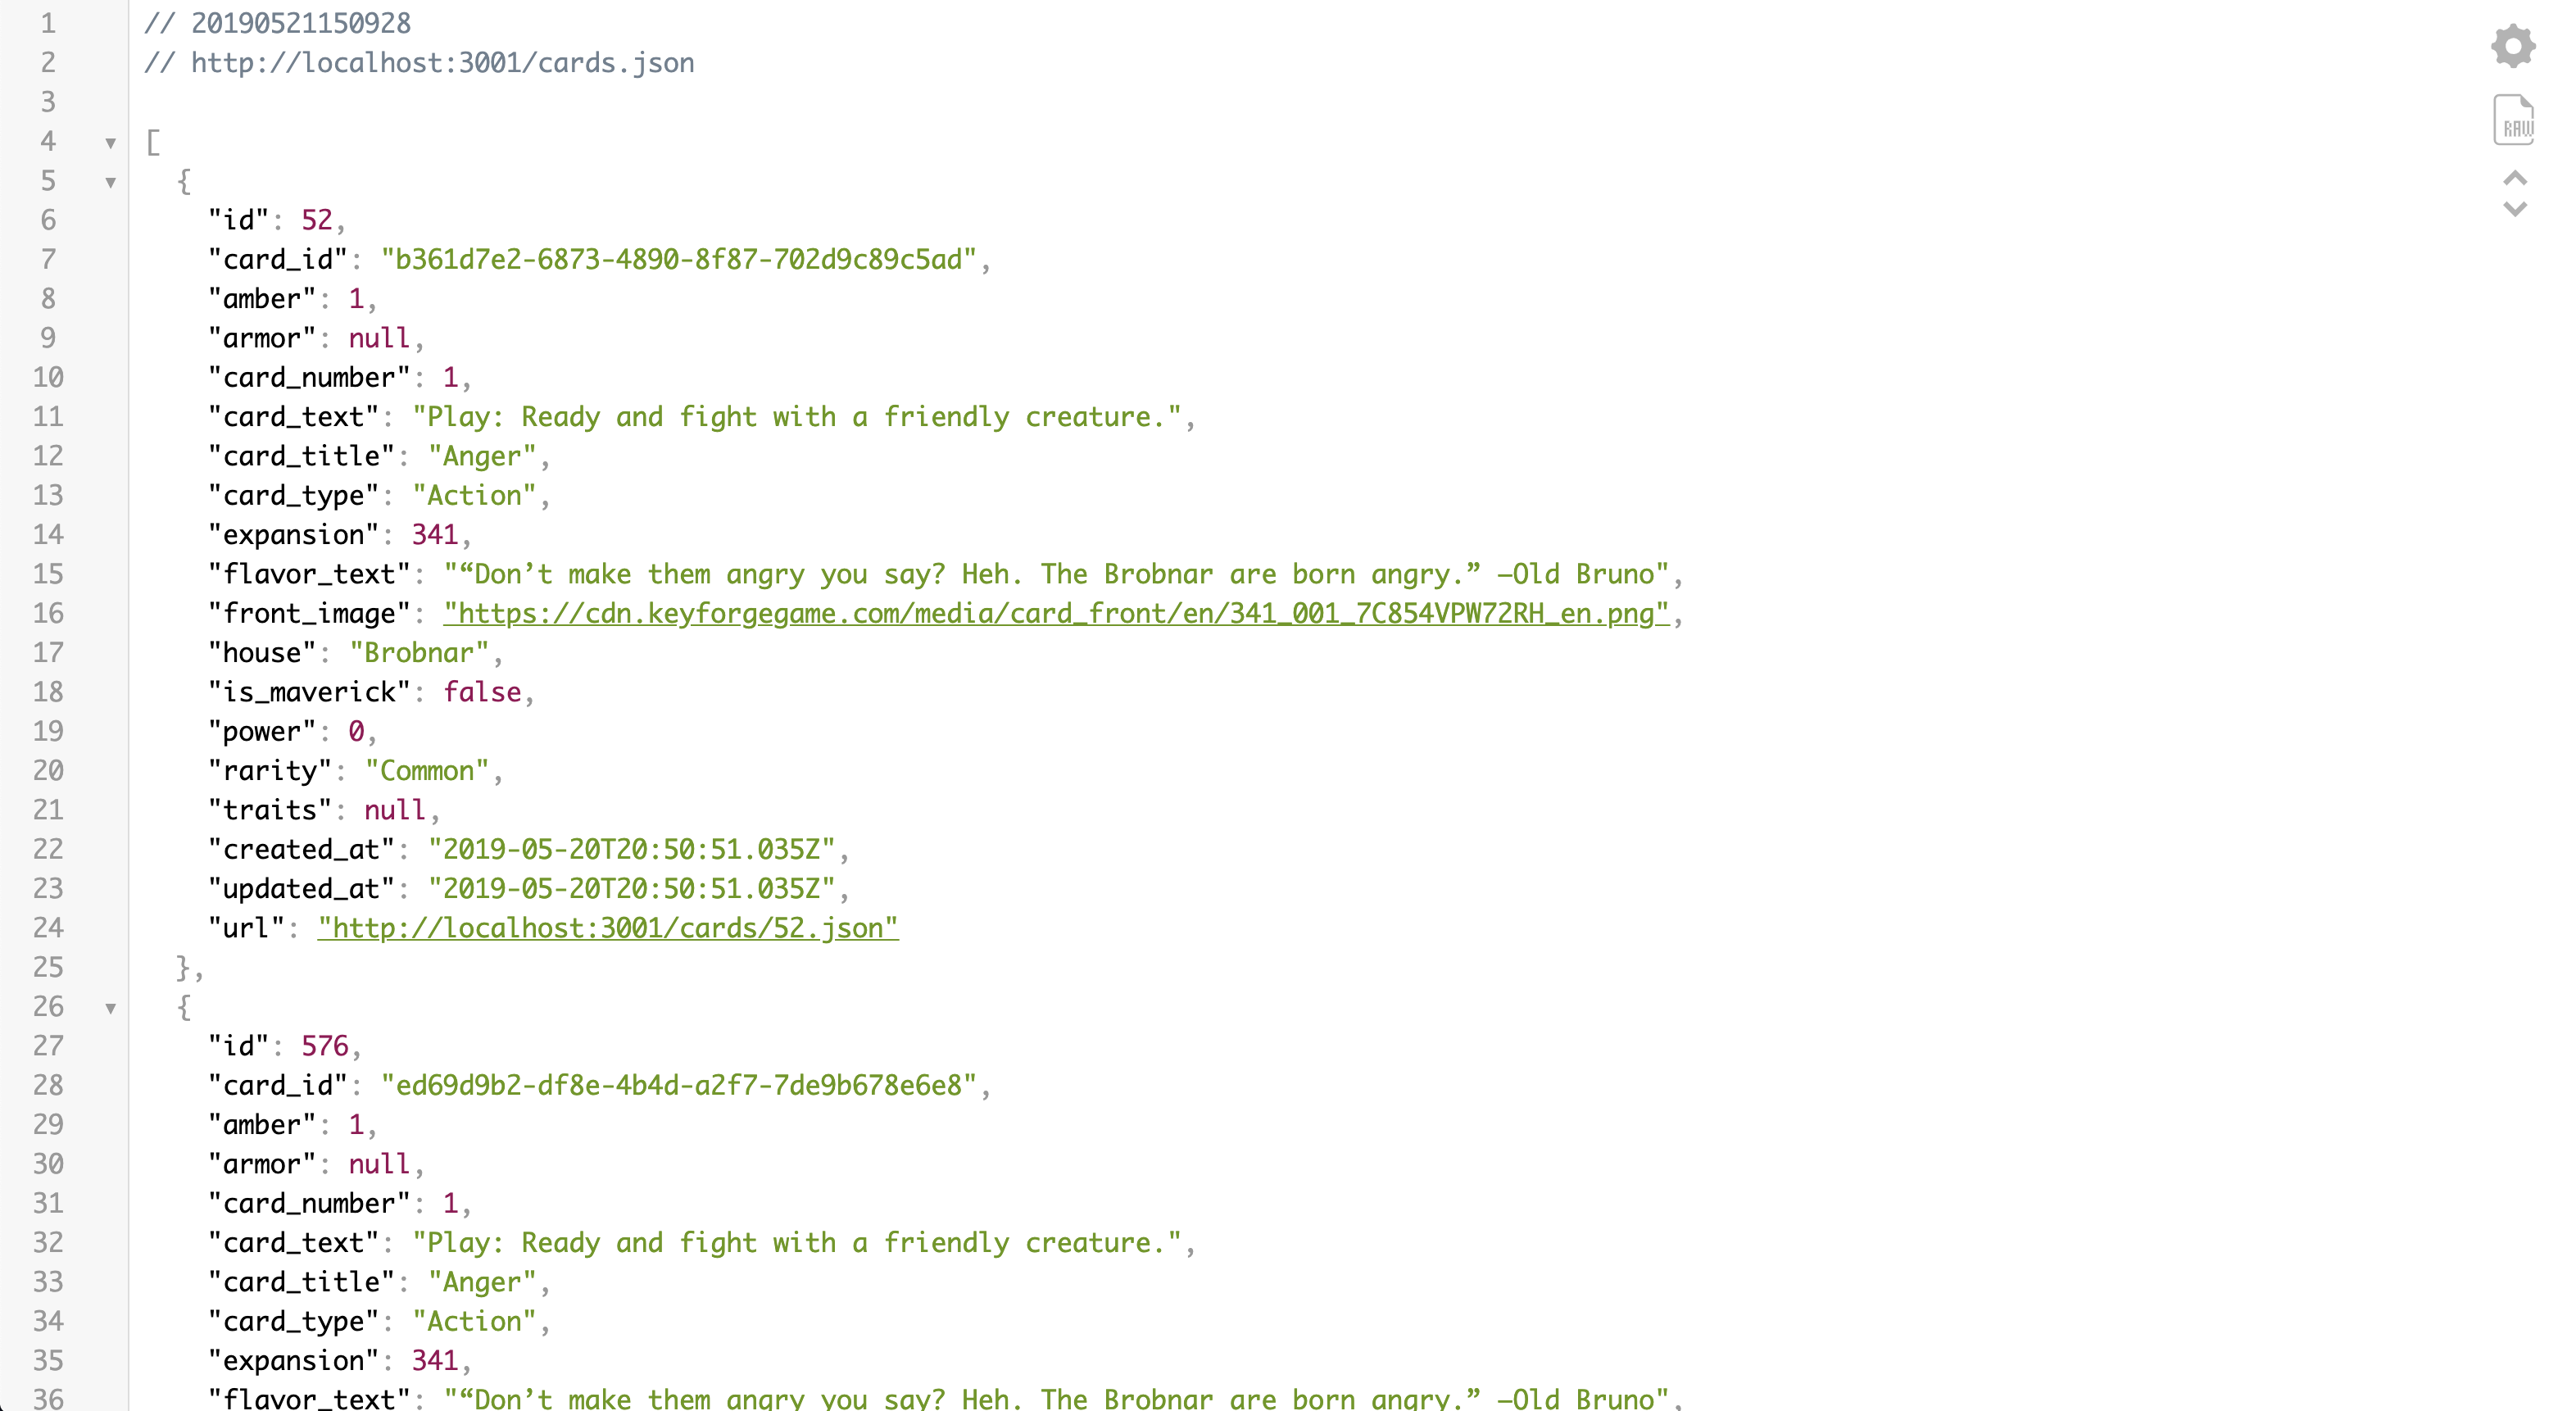 1 // 20190521150928
2 // http://localhost:3001/cards.json
3
4 ▼ [
5 ▼ {
6 "id": 52,
7 "card_id": "b361d7e2-6873-4890-8f87-702d9c89c5ad",
8 "amber": 1,
9 "armor": null,
10 "card_number": 1,
11 "card_text": "Play: Ready and fight with a friendly creature.",
12 "card_title": "Anger",
13 "card_type": "Action",
14 "expansion": 341,
15 "flavor_text": "“Don’t make them angry you say? Heh. The Brobnar are born angry.” –Old Bruno",
16 "front_image": "https://cdn.keyforgegame.com/media/card_front/en/341_001_7C854VPW72RH_en.png",
17 "house": "Brobnar",
18 "is_maverick": false,
19 "power": 0,
20 "rarity": "Common",
21 "traits": null,
22 "created_at": "2019-05-20T20:50:51.035Z",
23 "updated_at": "2019-05-20T20:50:51.035Z",
24 "url": "http://localhost:3001/cards/52.json"
25 },
26 ▼ {
27 "id": 576,
28 "card_id": "ed69d9b2-df8e-4b4d-a2f7-7de9b678e6e8",
29 "amber": 1,
30 "armor": null,
31 "card_number": 1,
32 "card_text": "Play: Ready and fight with a friendly creature.",
33 "card_title": "Anger",
34 "card_type": "Action",
35 "expansion": 341,
36 "flavor_text": "“Don’t make them angry you say? Heh. The Brobnar are born angry.” –Old Bruno",
RAW